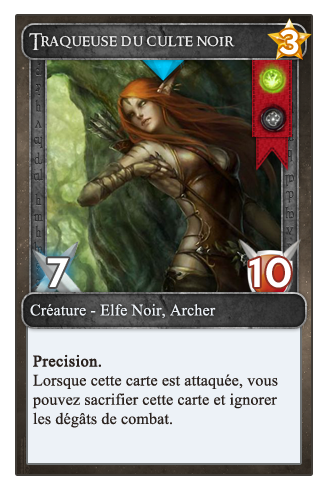 TRAQUEUSE DU CULTE NOIR
3
7
10
Créature - Elfe Noir, Archer
Precision.
Lorsque cette carte est attaquée, vous
pouvez sacrifier cette carte et ignorer
les dégâts de combat.